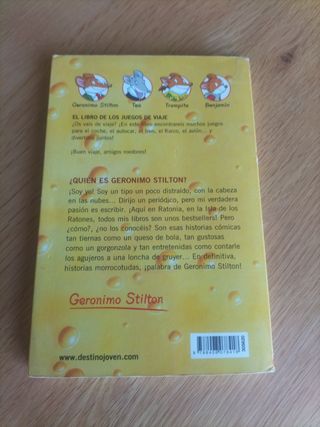 Geronimo Stilton Tea Trampita Benjamín
EL LIBRO DE LOS JUEGOS DE VIAJE
¿Os vais de viaje? ¡En este libro encontraréis muchos juegos
para el coche, el autocar, el tren, el barco, el avión... y
divertiros juntos!
¡Buen viaje, amigos roedores!
¿QUIÉN ES GERONIMO STILTON?
¡Soy yo! Soy un tipo un poco distraído, con la cabeza
en las nubes... Dirijo un periódico, pero mi verdadera
pasión es escribir. ¡Aquí en Ratonia, en la Isla de los
Ratones, todos mis libros son unos bestsellers! Pero
¿cómo?, ¿no los conocéis? Son esas historias cómicas
tan tiernas como un queso de bola, tan gustosas
como un gorgonzola y tan entretenidas como contarle
los agujeros a una loncha de gruyer... En definitiva,
historias morrocotudas, ¡palabra de Geronimo Stilton!
Geronimo Stilton
www.destinojoven.com